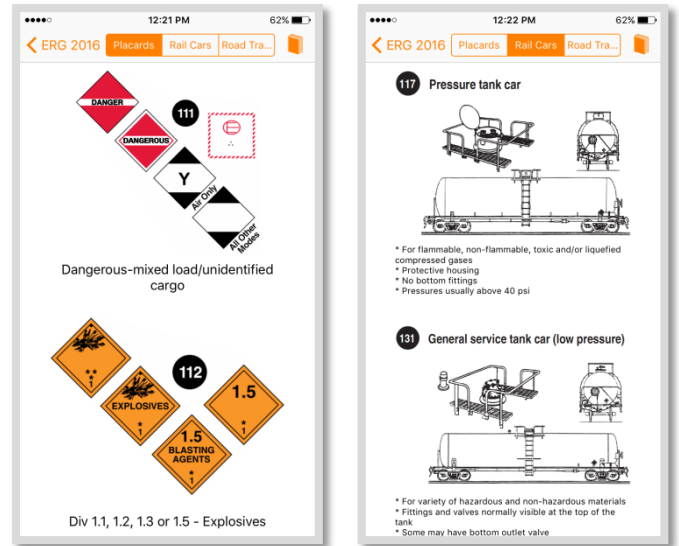 12:21 PM
62%
ERG 2016
Placards
Rail Cars
Road Tra...
DANGER
111
DANGEROUS
Y
Air Only
All Other
Modes
Dangerous-mixed load/unidentified
cargo
**
*
1
112
EXPLOSIVES
*
1
1.5
*
1
1.5
BLASTING
AGENTS
*
1
Div 1.1, 1.2, 1.3 or 1.5 - Explosives
12:22 PM
62%
ERG 2016
Placards
Rail Cars
Road Tra...
117 Pressure tank car
* For flammable, non-flammable, toxic and/or liquefied
compressed gases
* Protective housing
* No bottom fittings
* Pressures usually above 40 psi
131 General service tank car (low pressure)
* For variety of hazardous and non-hazardous materials
* Fittings and valves normally visible at the top of the
tank
* Some may have bottom outlet valve